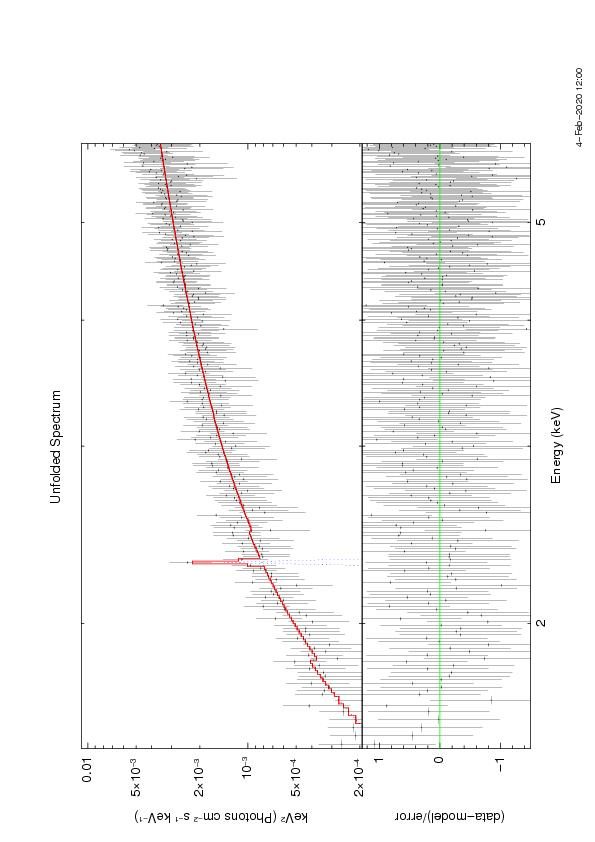 Unfolded Spectrum
keV² (Photons cm⁻² s⁻¹ keV⁻¹)
0.01
5×10⁻³
2×10⁻³
10⁻³
5×10⁻⁴
2×10⁻⁴
(data−model)/error
1
0
−1
2
5
Energy (keV)
4−Feb−2020 12:00